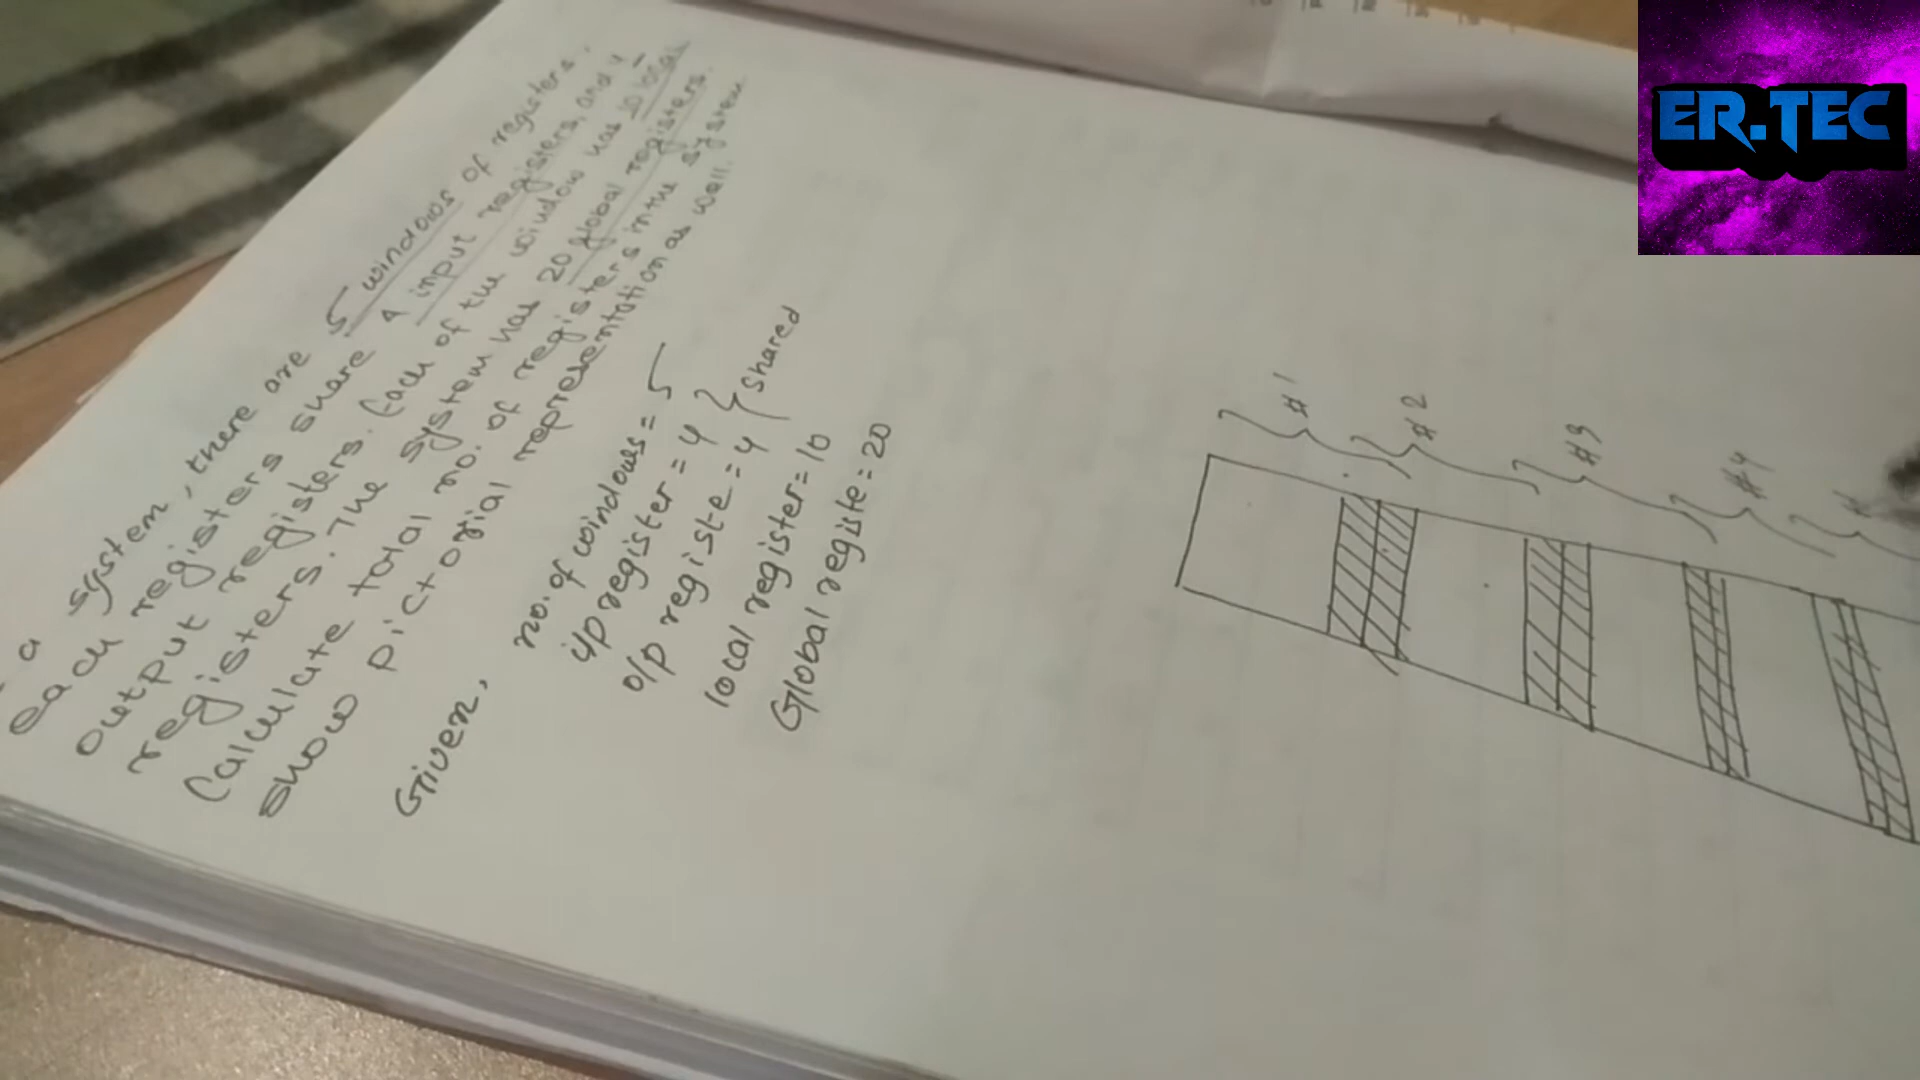 a system, there are 5 windows of registers.
each registers share 4 input registers, and 4
output registers. Each of the window has 10 local
registers. The system has 20 global registers.
Calculate total no. of registers in the system
show pictorial representation as well.
Given,
no. of windows = 5
i/p register = 4
o/p registe = 4 } shared
local register = 10
Global registe = 20
#1
#2
#3
#4
#
ER.TEC